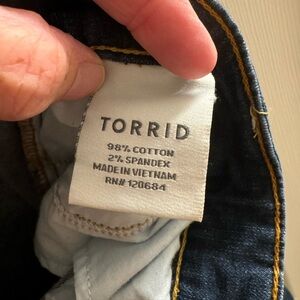 TORRID
98% COTTON
2% SPANDEX
MADE IN VIETNAM
RN# 120684